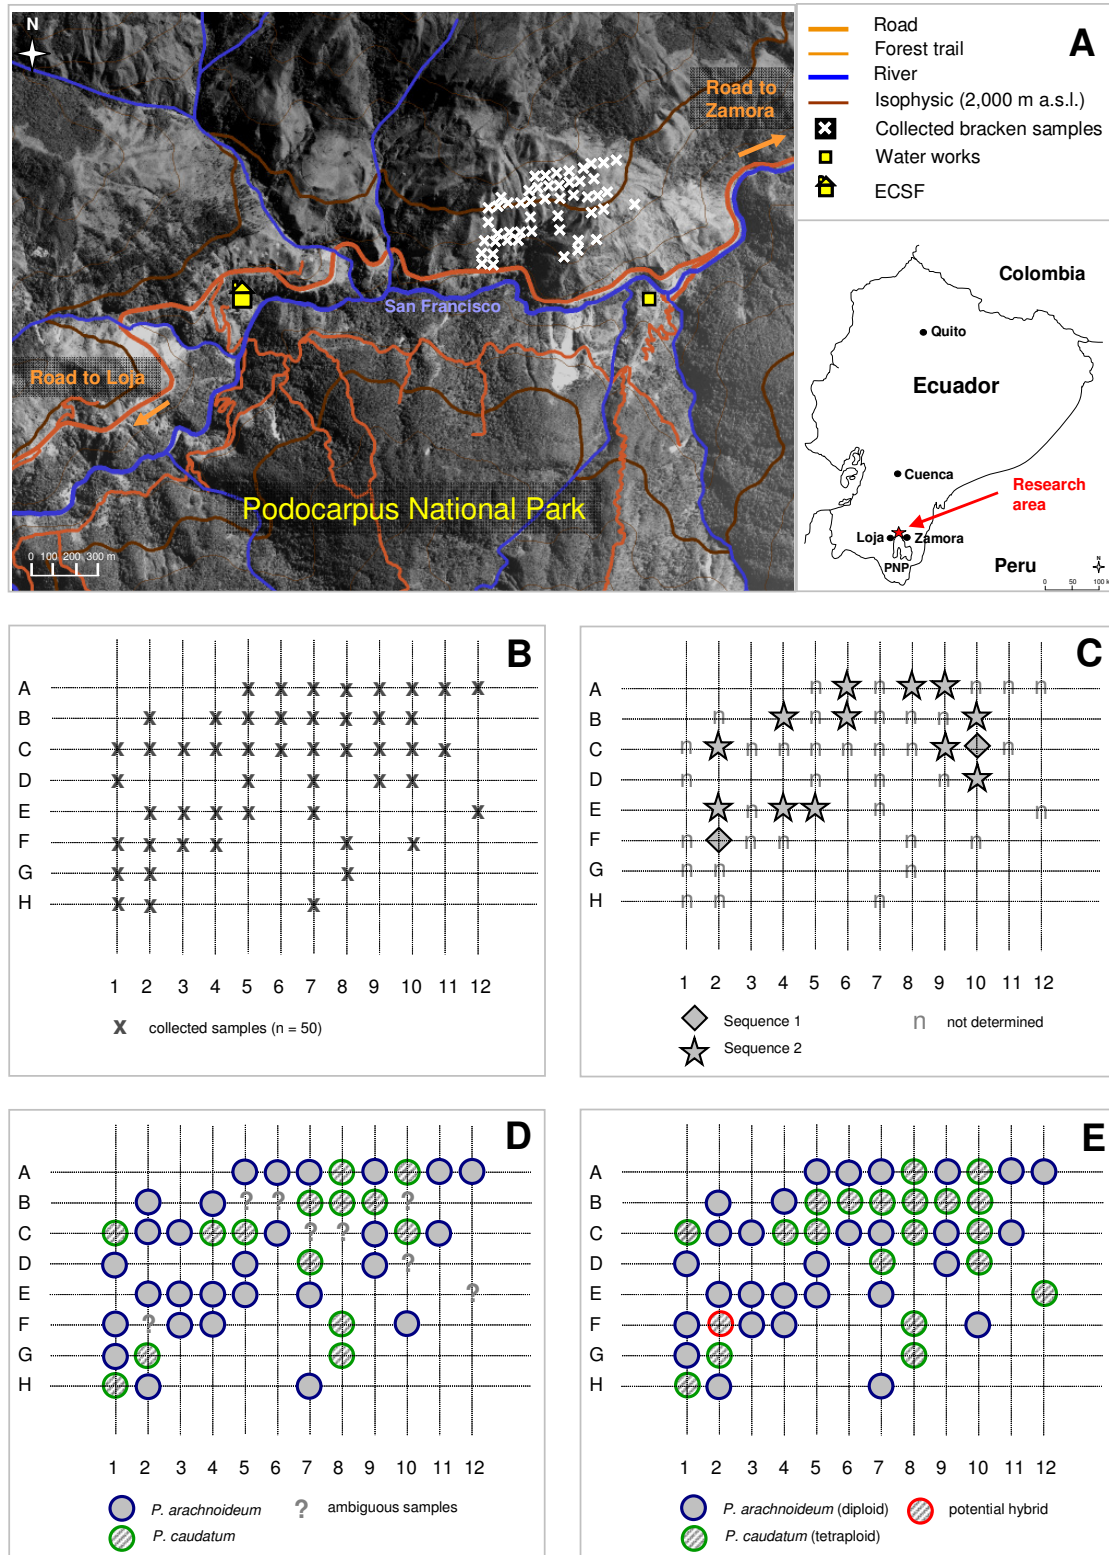 N
Road to
Zamora
San Francisco
Road to Loja
Podocarpus National Park
0 100 200 300 m
A
Road
Forest trail
River
Isophysic (2,000 m a.s.l.)
Collected bracken samples
Water works
ECSF
Colombia
Quito
Ecuador
Cuenca
Research
area
Loja
Zamora
PNP
Peru
N
0 50 100 k
B
A
B
C
D
E
F
G
H
1 2 3 4 5 6 7 8 9 10 11 12
x collected samples (n = 50)
C
A n n n n n
B n n n n n
C n n n n n n n n
D n n n n
E n n n
F n n n n n
G n n n
H n n n
1 2 3 4 5 6 7 8 9 10 11 12
Sequence 1
n not determined
Sequence 2
D
A
B ? ? ?
C ? ?
D ?
E ?
F ?
G
H
1 2 3 4 5 6 7 8 9 10 11 12
P. arachnoideum
? ambiguous samples
P. caudatum
E
A
B
C
D
E
F
G
H
1 2 3 4 5 6 7 8 9 10 11 12
P. arachnoideum (diploid)
potential hybrid
P. caudatum (tetraploid)